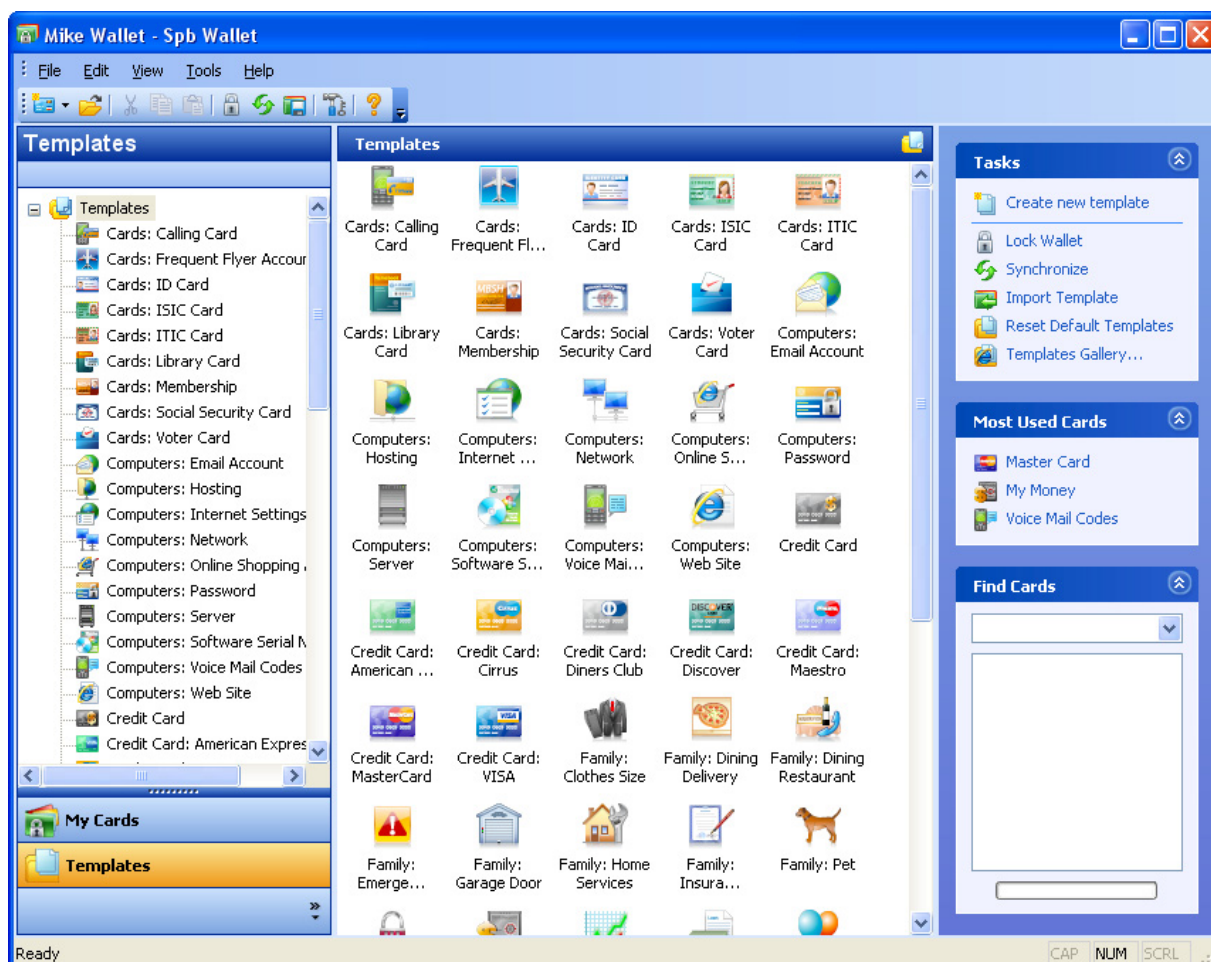 Mike Wallet - Spb Wallet
File Edit View Tools Help
Templates
Templates
Cards: Calling Card
Cards: Frequent Flyer Accour
Cards: ID Card
Cards: ISIC Card
Cards: ITIC Card
Cards: Library Card
Cards: Membership
Cards: Social Security Card
Cards: Voter Card
Computers: Email Account
Computers: Hosting
Computers: Internet Settings
Computers: Network
Computers: Online Shopping
Computers: Password
Computers: Server
Computers: Software Serial N
Computers: Voice Mail Codes
Computers: Web Site
Credit Card
Credit Card: American Expres
My Cards
Templates
Templates
Cards: Calling Card
Cards: Frequent Fl...
Cards: ID Card
Cards: ISIC Card
Cards: ITIC Card
Cards: Library Card
Cards: Membership
Cards: Social Security Card
Cards: Voter Card
Computers: Email Account
Computers: Hosting
Computers: Internet ...
Computers: Network
Computers: Online S...
Computers: Password
Computers: Server
Computers: Software S...
Computers: Voice Mai...
Computers: Web Site
Credit Card
Credit Card: American ...
Credit Card: Cirrus
Credit Card: Diners Club
Credit Card: Discover
Credit Card: Maestro
Credit Card: MasterCard
Credit Card: VISA
Family: Clothes Size
Family: Dining Delivery
Family: Dining Restaurant
Family: Emerge...
Family: Garage Door
Family: Home Services
Family: Insura...
Family: Pet
Tasks
Create new template
Lock Wallet
Synchronize
Import Template
Reset Default Templates
Templates Gallery...
Most Used Cards
Master Card
My Money
Voice Mail Codes
Find Cards
Ready
CAP NUM SCRL